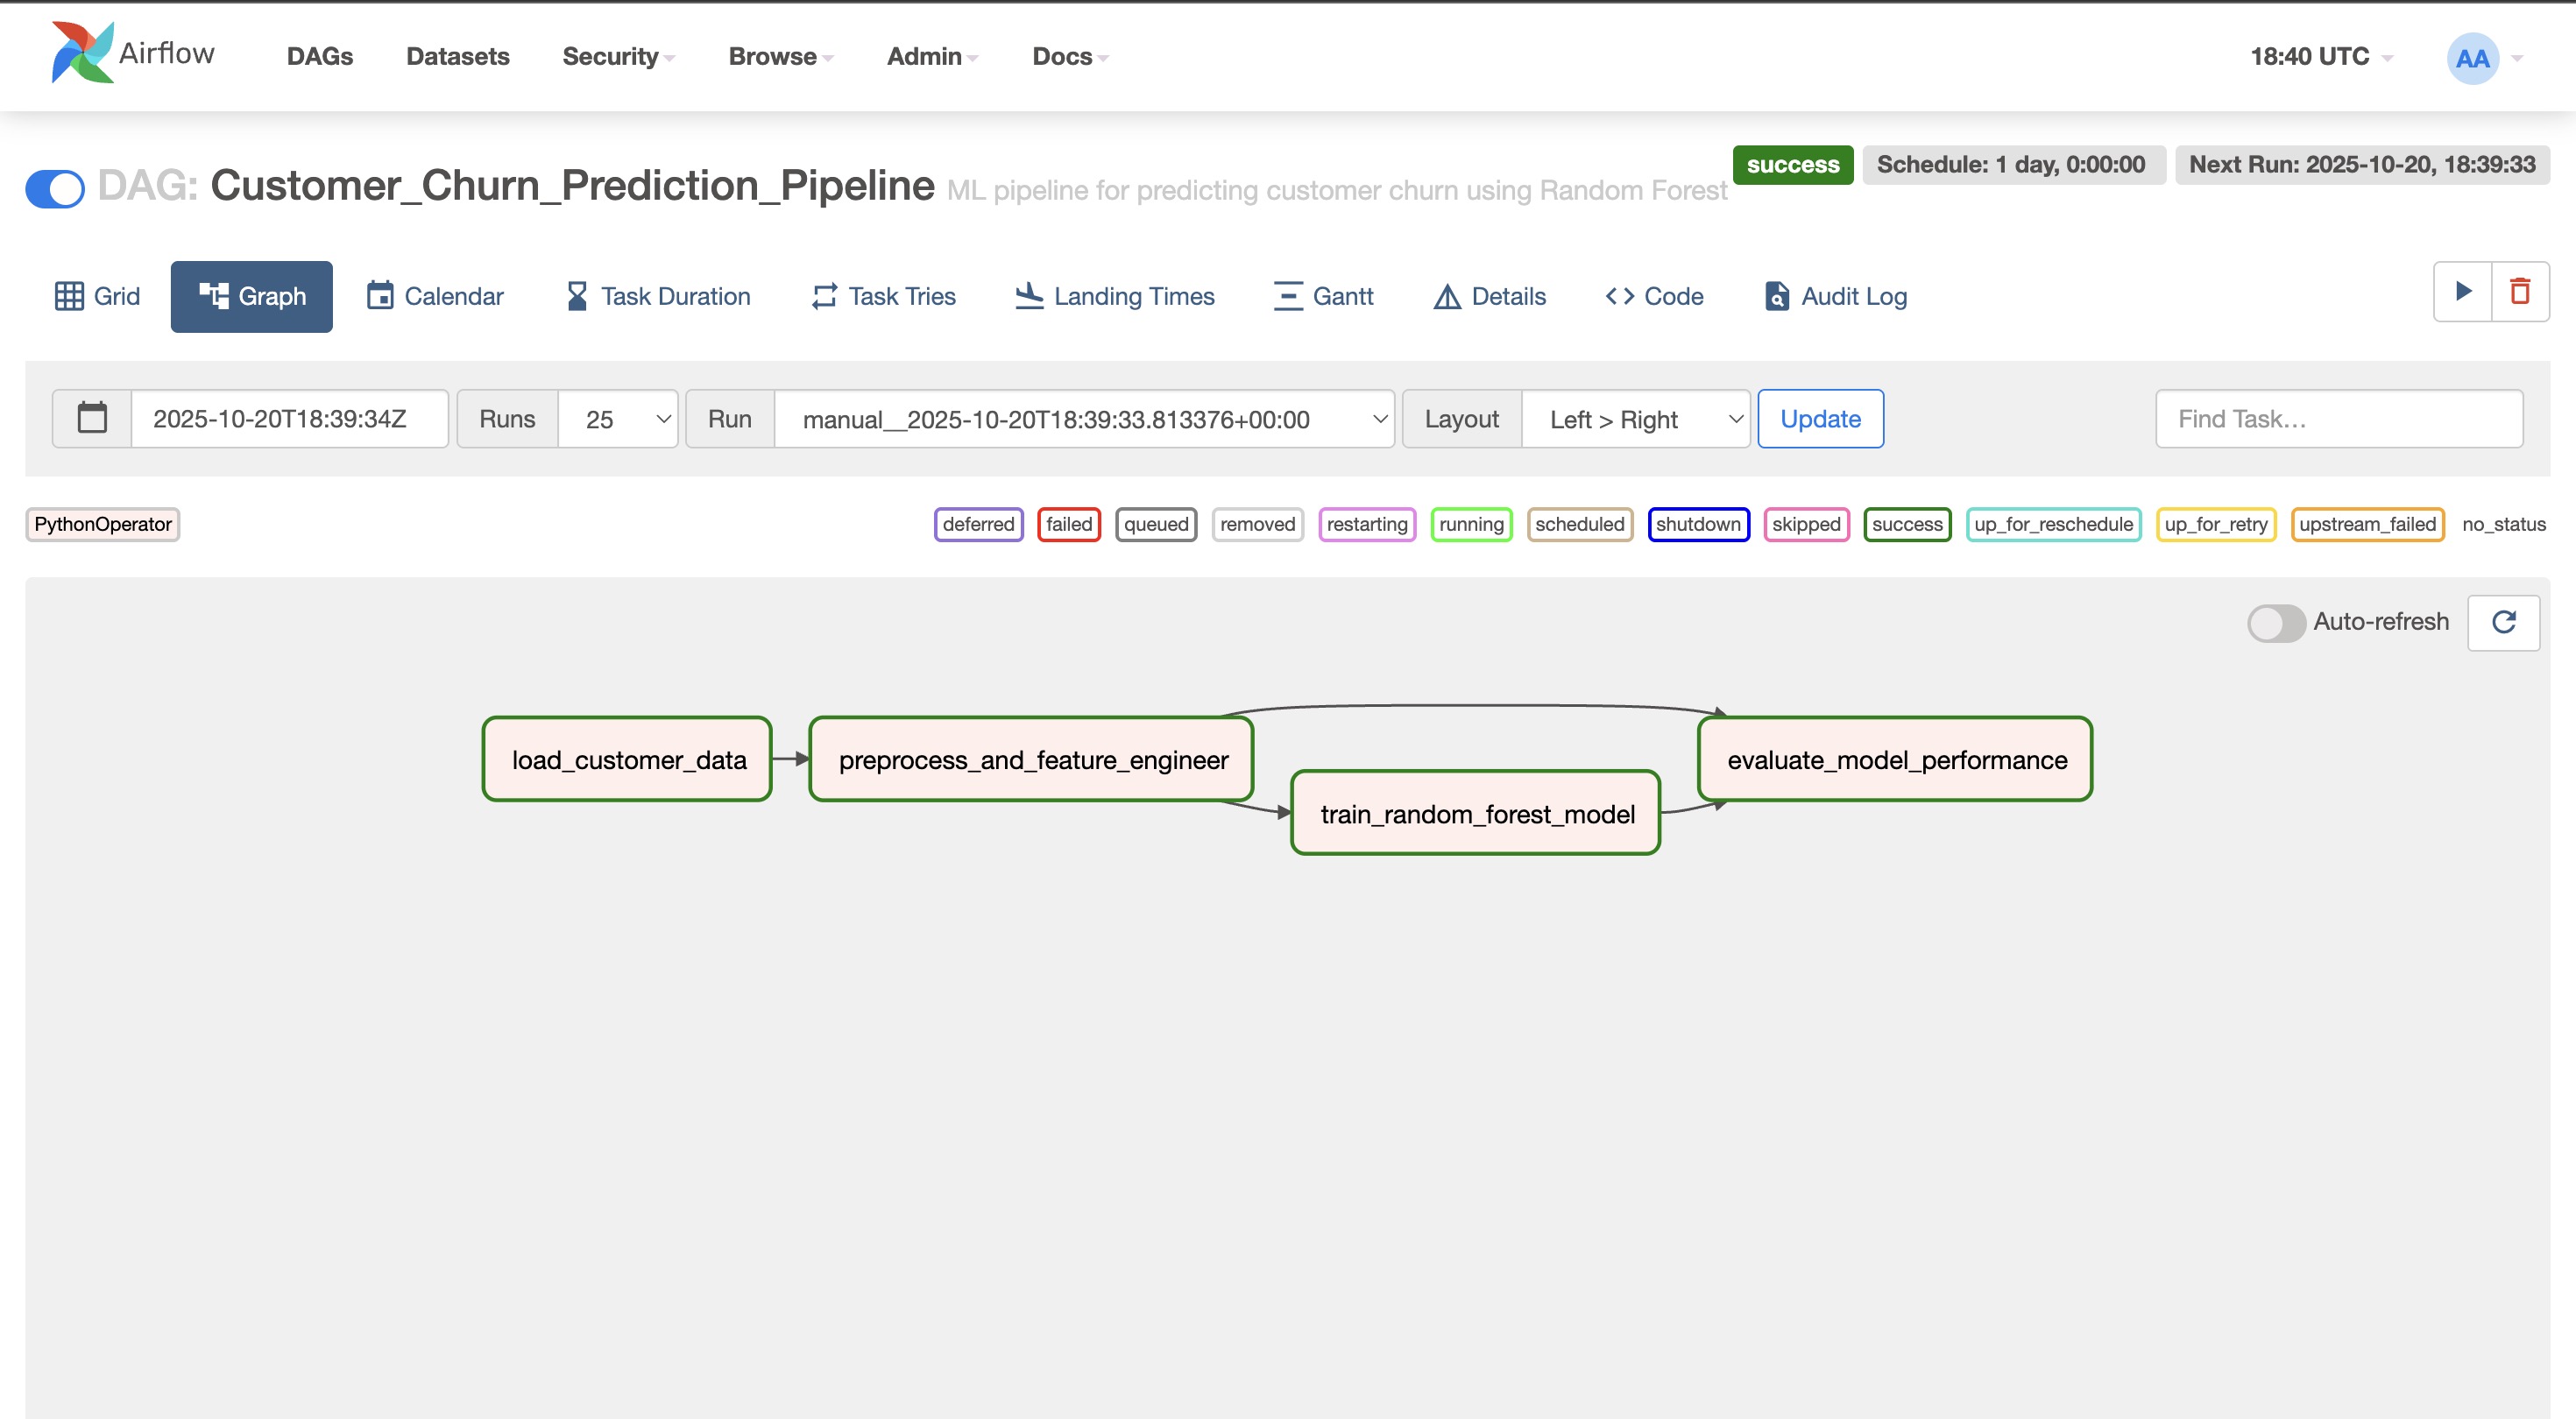 Airflow DAGs Datasets Security Browse Admin Docs 18:40 UTC AA
DAG: Customer_Churn_Prediction_Pipeline ML pipeline for predicting customer churn using Random Forest success Schedule: 1 day, 0:00:00 Next Run: 2025-10-20, 18:39:33
Grid Graph Calendar Task Duration Task Tries Landing Times Gantt Details Code Audit Log
2025-10-20T18:39:34Z Runs 25 Run manual__2025-10-20T18:39:33.813376+00:00 Layout Left > Right Update Find Task...
PythonOperator deferred failed queued removed restarting running scheduled shutdown skipped success up_for_reschedule up_for_retry upstream_failed no_status
Auto-refresh
load_customer_data preprocess_and_feature_engineer evaluate_model_performance
train_random_forest_model